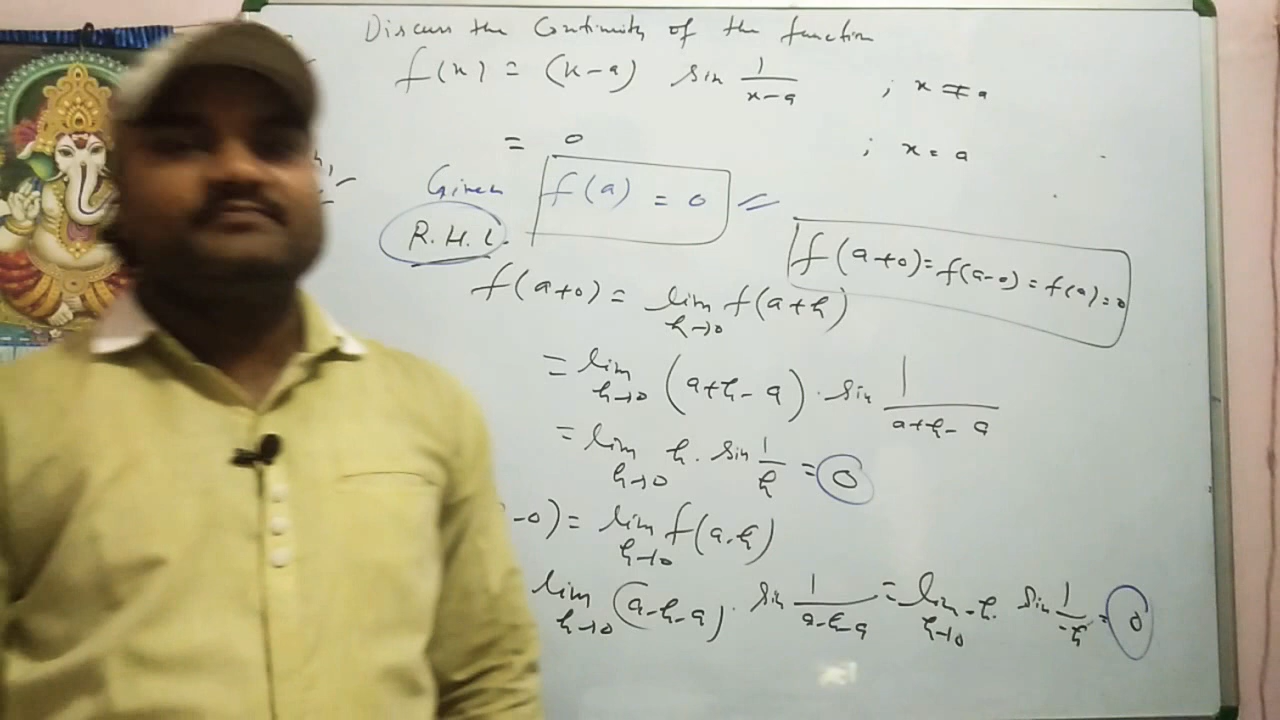 Discuss the Continuity of the function
f(x) = (x-a) sin 1/(x-a) ; x ≠ a
= 0 ; x = a
Given f(a) = 0
R.H.L.
f(a+0) = f(a-0) = f(a) = 0
f(a+0) = lim h→0 f(a+h)
= lim h→0 (a+h-a) · sin 1/(a+h-a)
= lim h→0 h · sin 1/h = 0
-0) = lim h→0 f(a-h)
lim h→0 (a-h-a) · sin 1/(a-h-a) = lim h→0 -h · sin 1/-h = 0